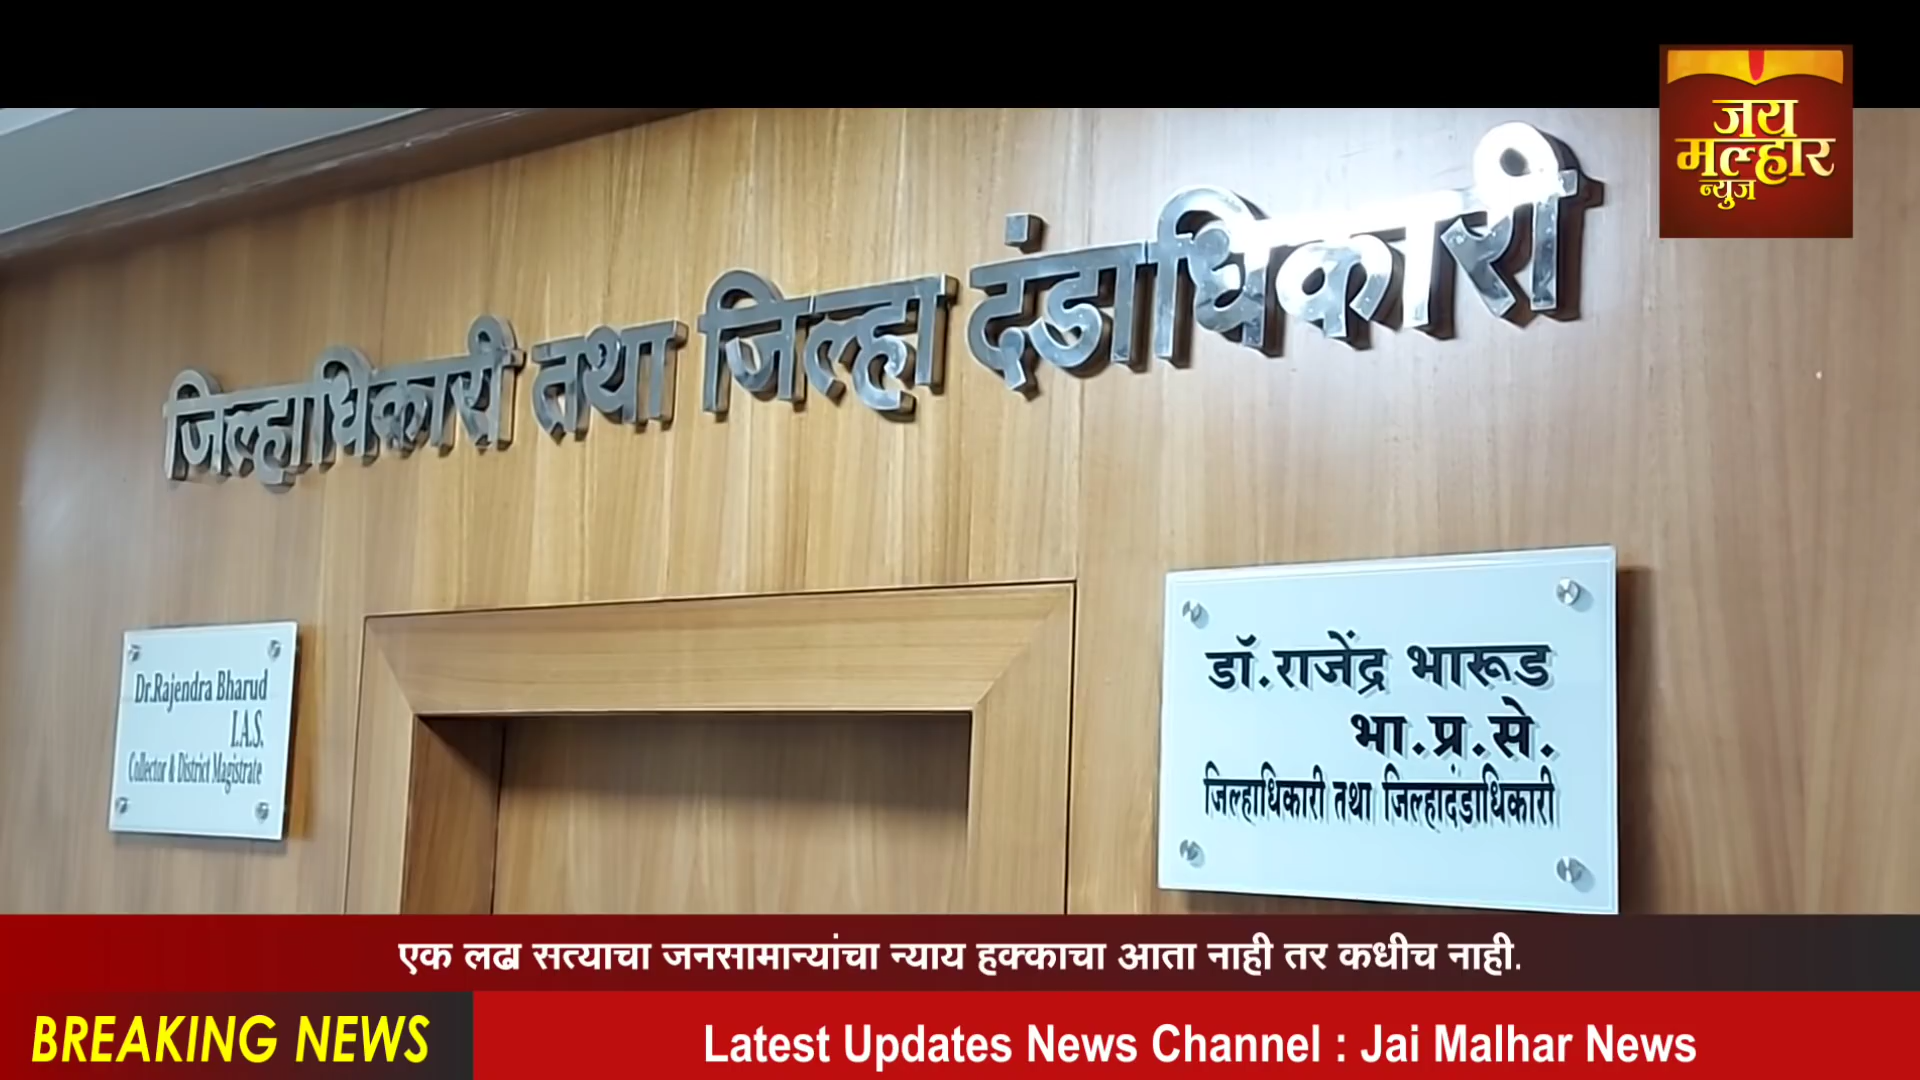 जय
मल्हार
न्युज
जिल्हाधिकारी तथा जिल्हा दंडाधिकारी
Dr.Rajendra Bharud
I.A.S.
Collector & District Magistrate
डॉ.राजेंद्र भारूड
भा.प्र.से.
जिल्हाधिकारी तथा जिल्हादंडाधिकारी
एक लढा सत्याचा जनसामान्यांचा न्याय हक्काचा आता नाही तर कधीच नाही.
BREAKING NEWS
Latest Updates News Channel : Jai Malhar News